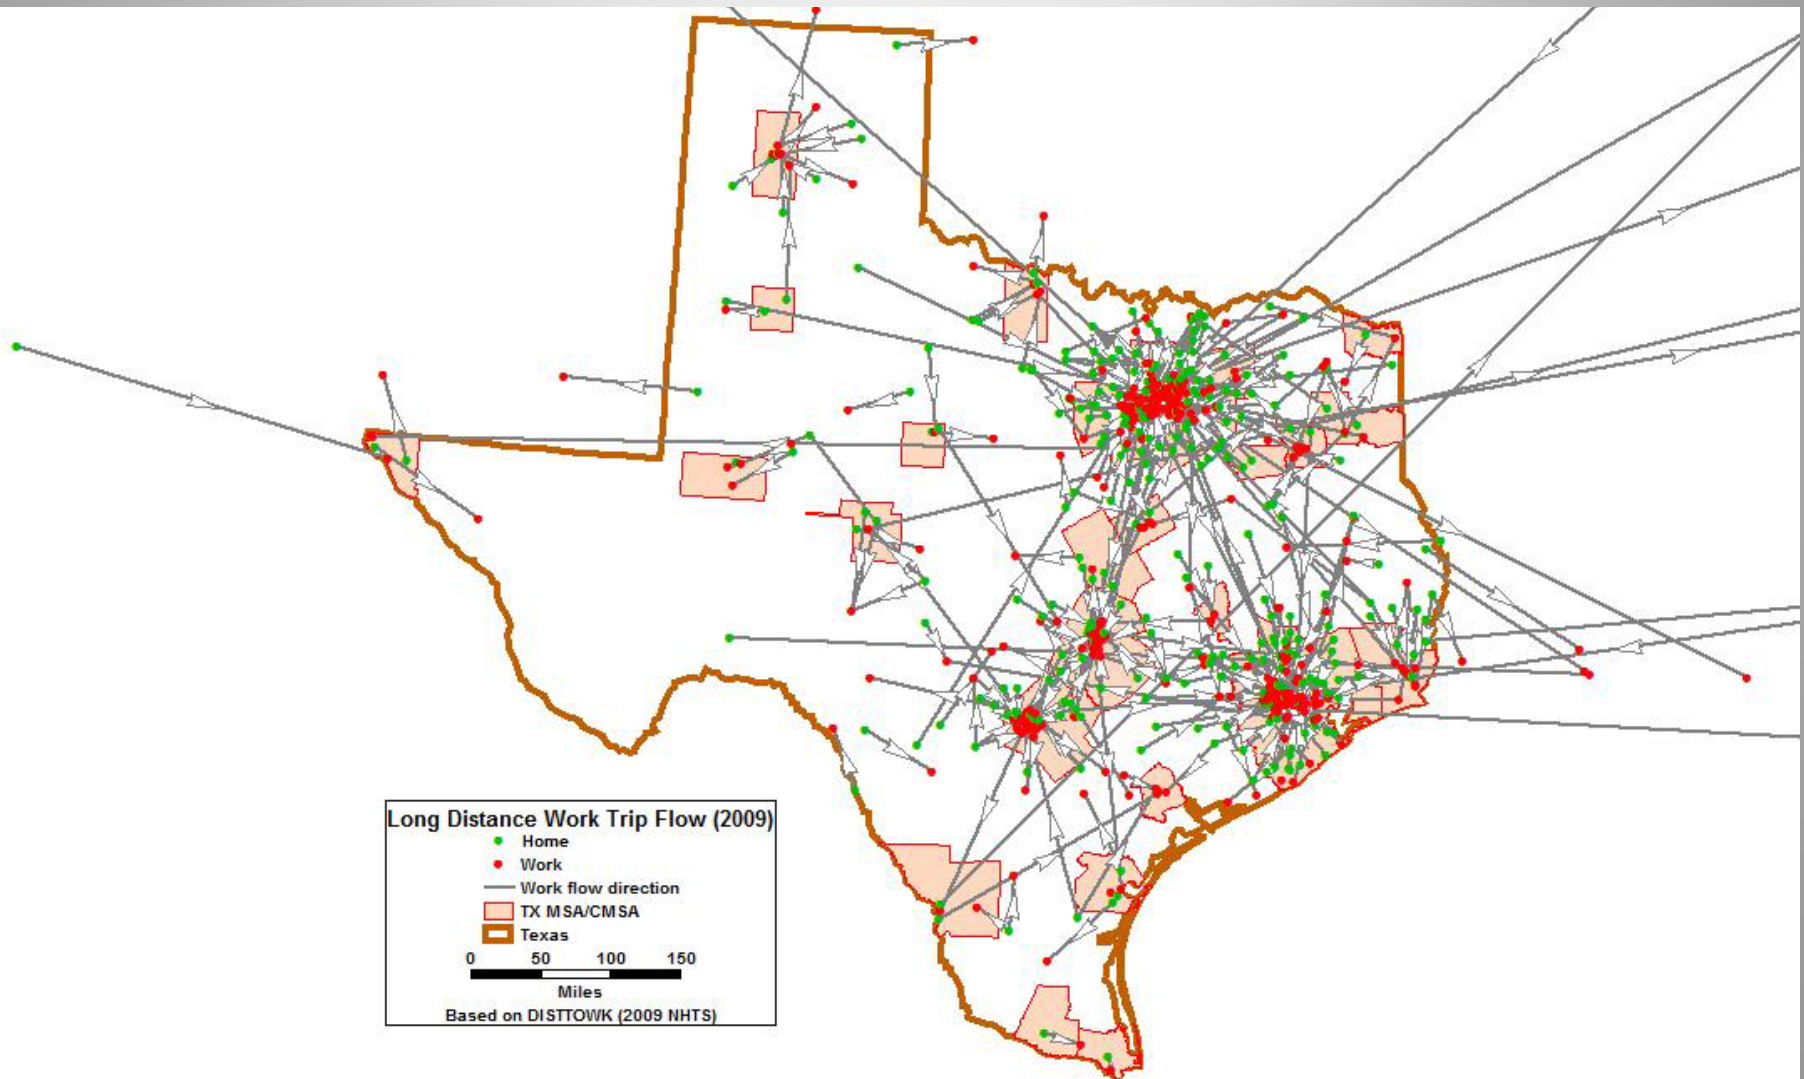 Long Distance Work Trip Flow (2009)
Home
Work
Work flow direction
TX MSA/CMSA
Texas
0 50 100 150
Miles
Based on DISTTOWK (2009 NHTS)